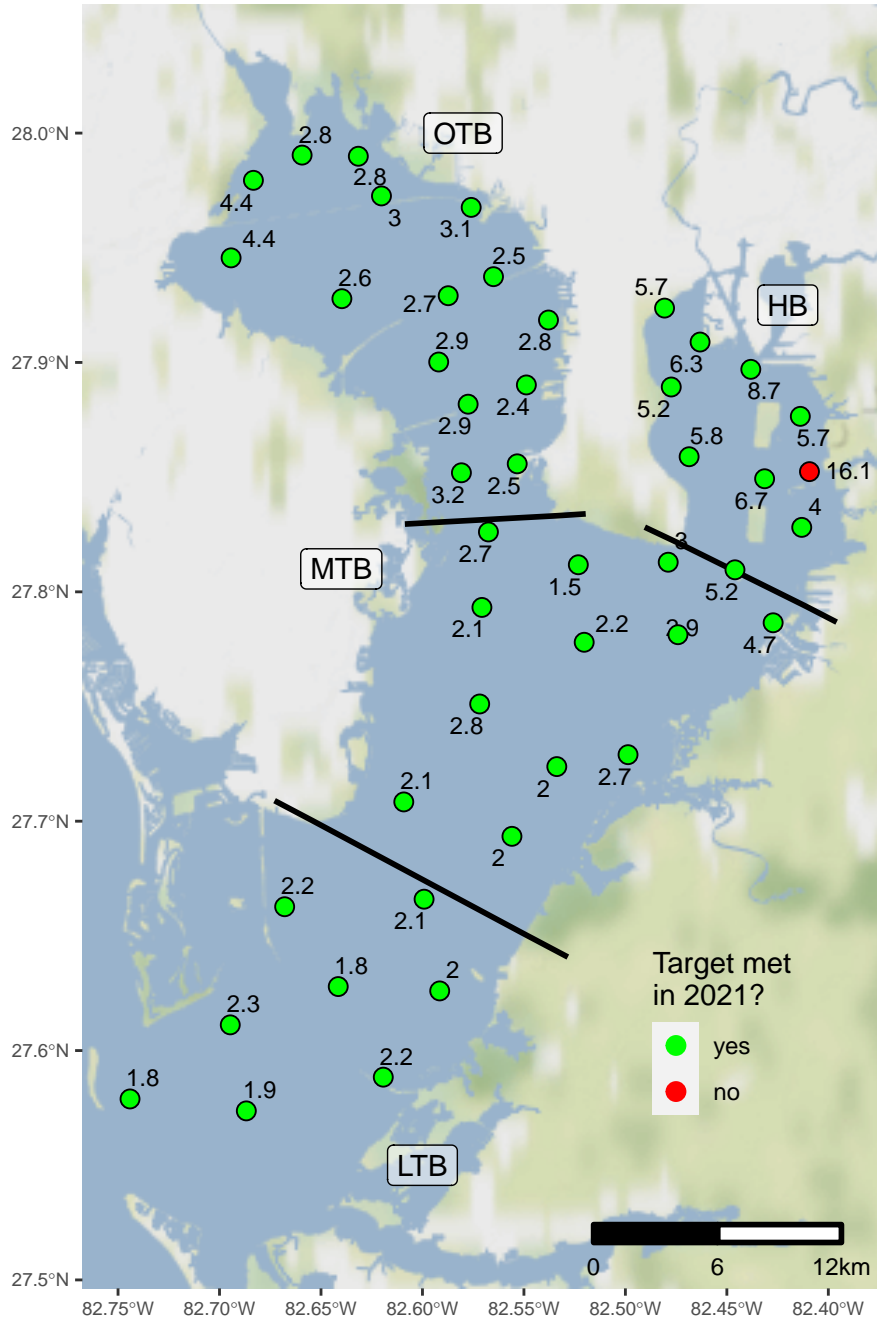 2.8
OTB
28.0°N
2.8
4.4
3
3.1
4.4
2.5
2.6
2.7
5.7
HB
2.8
2.9
6.3
27.9°N
8.7
5.2
2.4
2.9
5.7
5.8
16.1
2.5
3.2
6.7
4
2.7
3
MTB
1.5
5.2
27.8°N
2.1
2.2
2.9
4.7
2.8
2.7
2
2.1
27.7°N
2
2.2
2.1
Target met
in 2021?
1.8
2
2.3
yes
27.6°N
2.2
1.8
1.9
no
LTB
0
6
12km
27.5°N
82.75°W
82.70°W
82.65°W
82.60°W
82.55°W
82.50°W
82.45°W
82.40°W